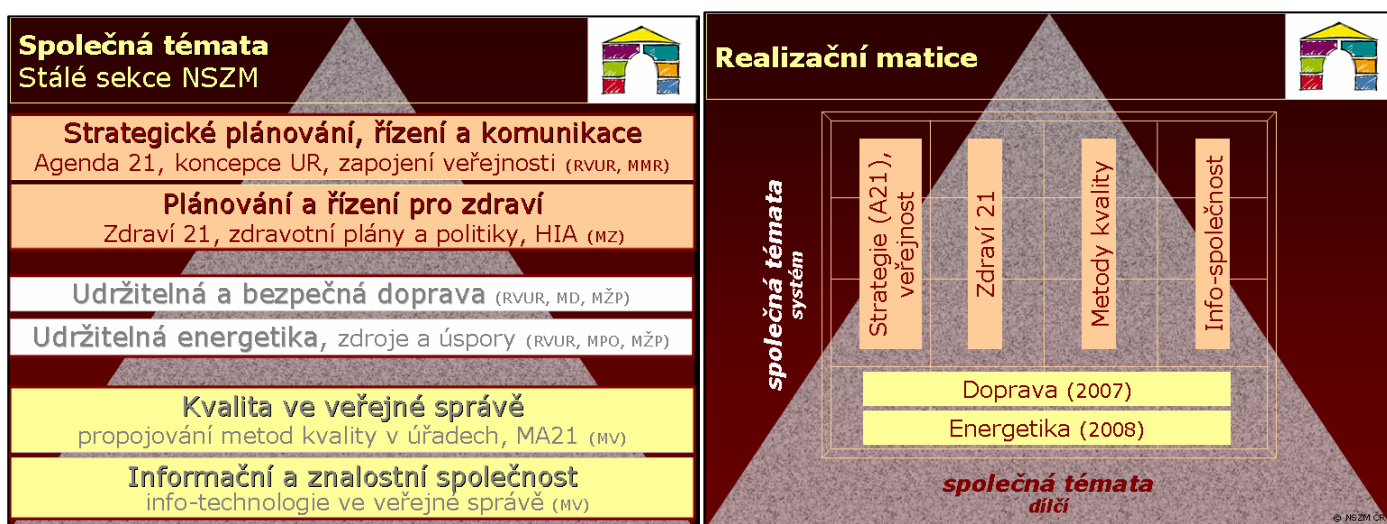 Společná témata
Stálé sekce NSZM
Strategické plánování, řízení a komunikace
Agenda 21, koncepce UR, zapojení veřejnosti (RVUR, MMR)
Plánování a řízení pro zdraví
Zdraví 21, zdravotní plány a politiky, HIA (MZ)
Udržitelná a bezpečná doprava (RVUR, MD, MŽP)
Udržitelná energetika, zdroje a úspory (RVUR, MPO, MŽP)
Kvalita ve veřejné správě
propojování metod kvality v úřadech, MA21 (MV)
Informační a znalostní společnost
info-technologie ve veřejné správě (MV)
Realizační matice
společná témata
systém
Strategie (A21),
veřejnost
Zdraví 21
Metody kvality
Info-společnost
Doprava (2007)
Energetika (2008)
společná témata
dílčí
© NSZM ČR